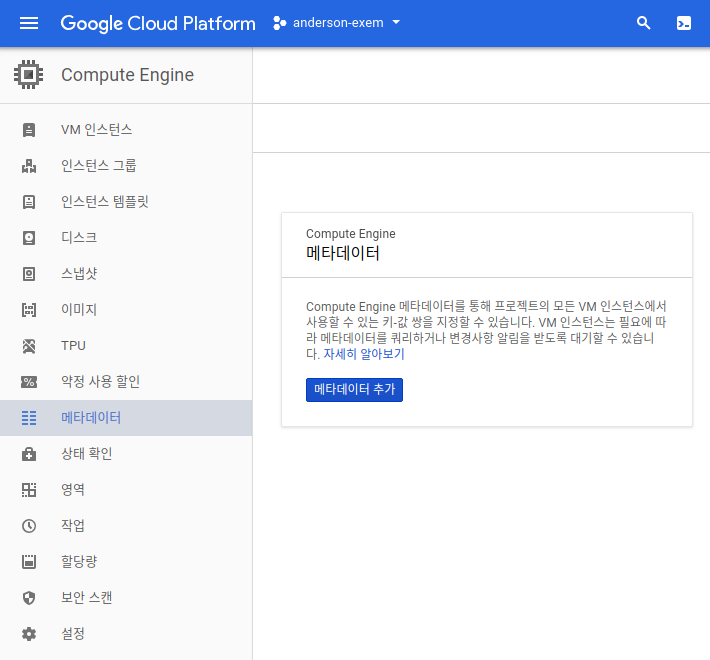 Google Cloud Platform
anderson-exem
Compute Engine
VM 인스턴스
인스턴스 그룹
인스턴스 템플릿
디스크
스냅샷
이미지
TPU
약정 사용 할인
메타데이터
상태 확인
영역
작업
할당량
보안 스캔
설정
Compute Engine
메타데이터
Compute Engine 메타데이터를 통해 프로젝트의 모든 VM 인스턴스에서
사용할 수 있는 키-값 쌍을 지정할 수 있습니다. VM 인스턴스는 필요에 따
라 메타데이터를 쿼리하거나 변경사항 알림을 받도록 대기할 수 있습니
다. 자세히 알아보기
메타데이터 추가